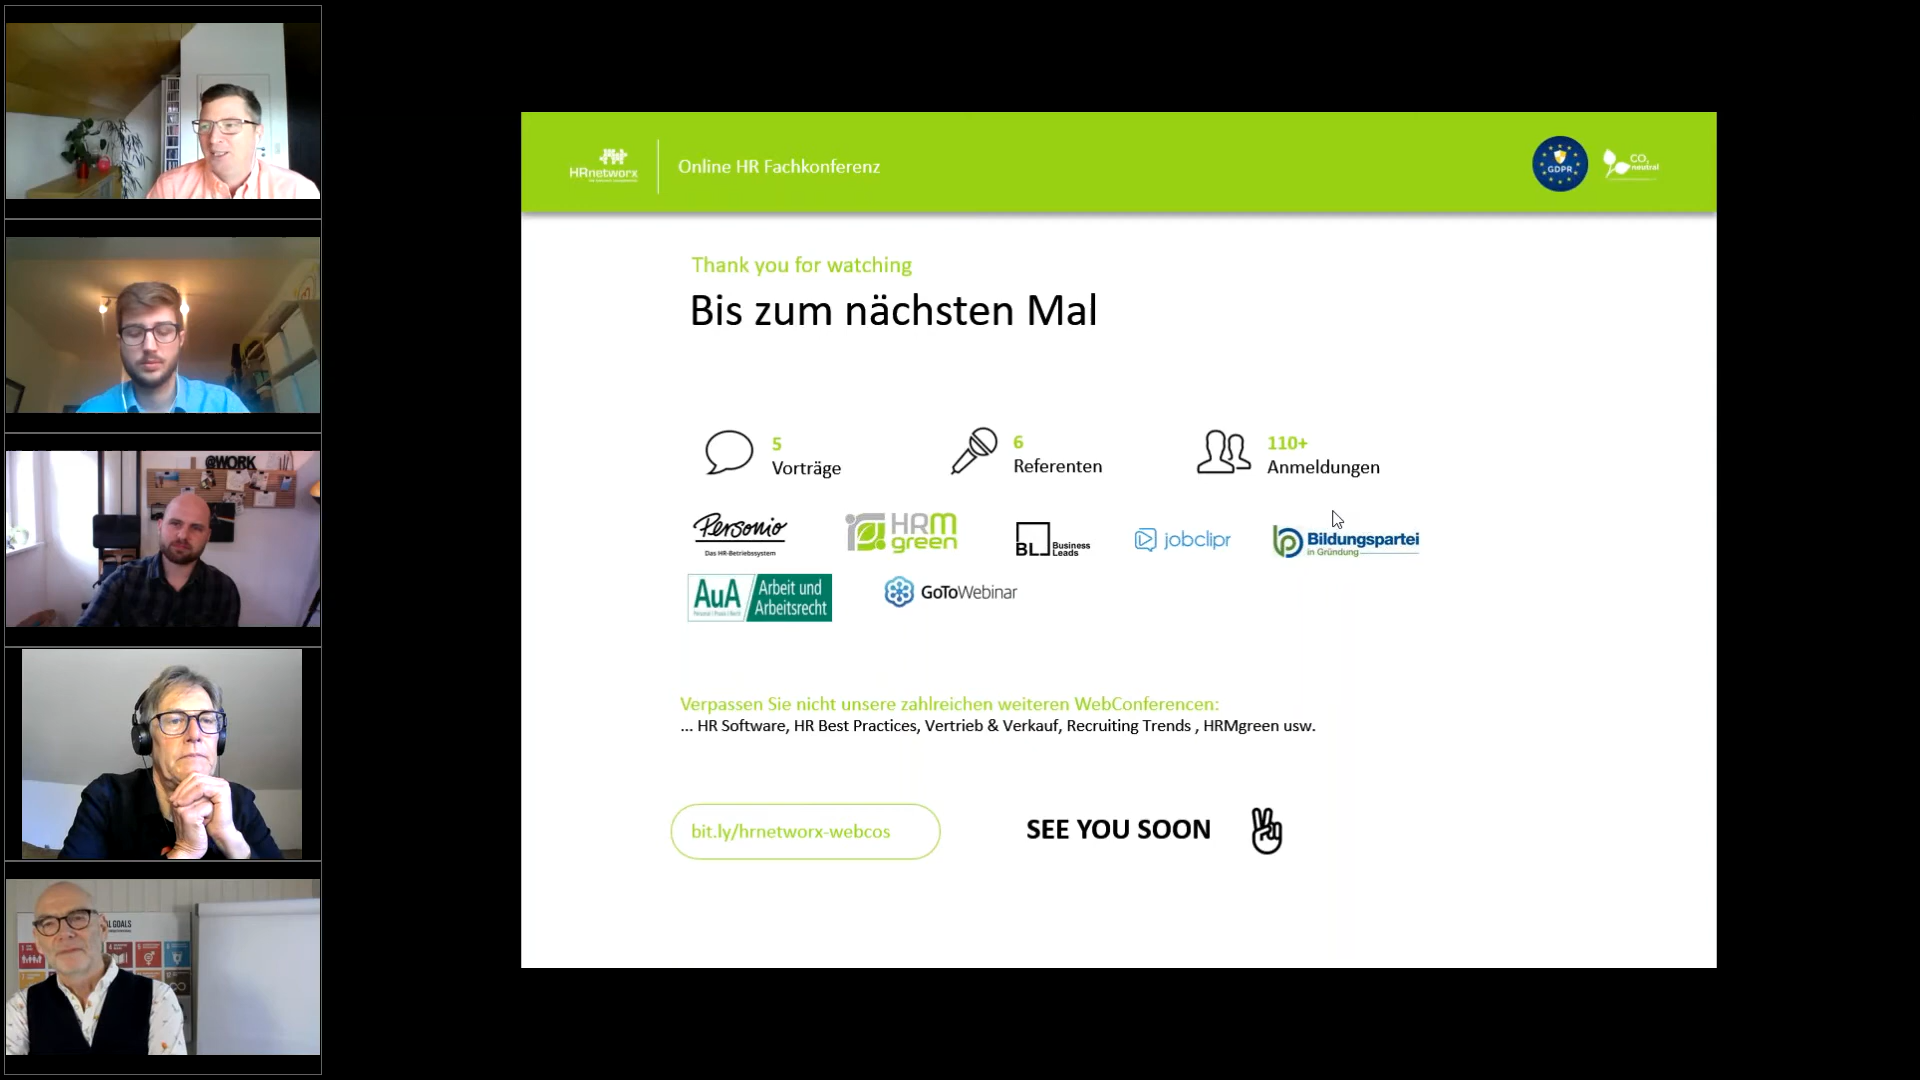 @WORK
GOALS
HRnetworx
Online HR Fachkonferenz
GDPR
CO2
neutral
Thank you for watching
Bis zum nächsten Mal
5
Vorträge
6
Referenten
110+
Anmeldungen
Personio
Das HR-Betriebssystem
HRM
green
BL Business
Leads
jobclipr
Bildungspartei
in Gründung
AuA Arbeit und
Arbeitsrecht
GoToWebinar
Verpassen Sie nicht unsere zahlreichen weiteren WebConferencen:
... HR Software, HR Best Practices, Vertrieb & Verkauf, Recruiting Trends , HRMgreen usw.
bit.ly/hrnetworx-webcos
SEE YOU SOON